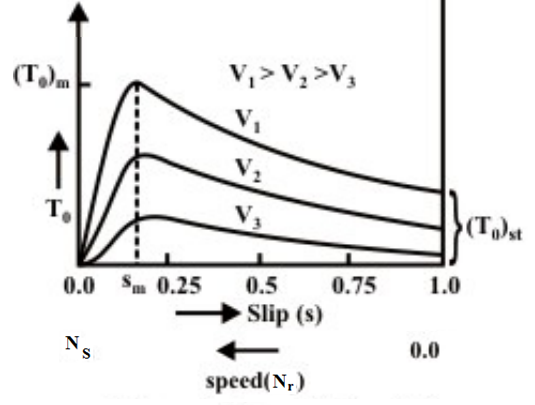 (T₀)ₘ
V₁ > V₂ >V₃
V₁
V₂
V₃
T₀
(T₀)st
0.0 sₘ 0.25 0.5 0.75 1.0
Slip (s)
N S 0.0
speed(Nᵣ)